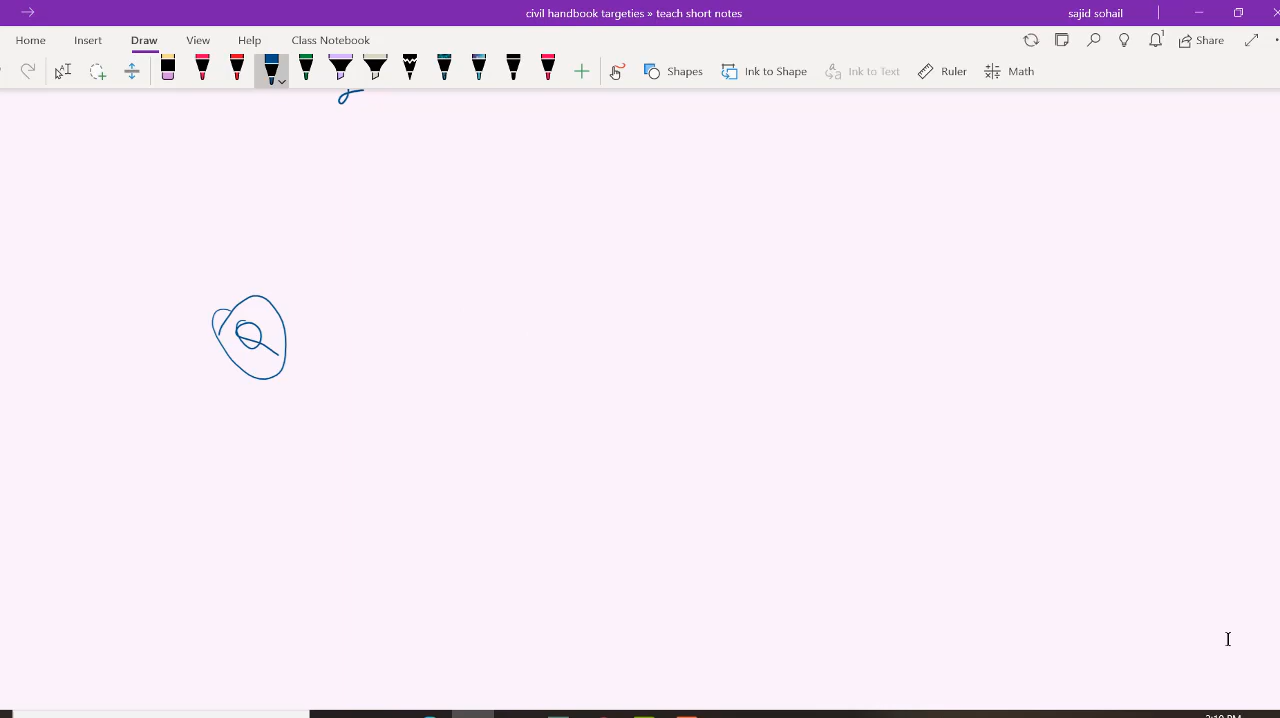 civil handbook targeties » teach short notes
sajid sohail
Home Insert Draw View Help Class Notebook
Share
Shapes Ink to Shape Ink to Text Ruler Math
Q